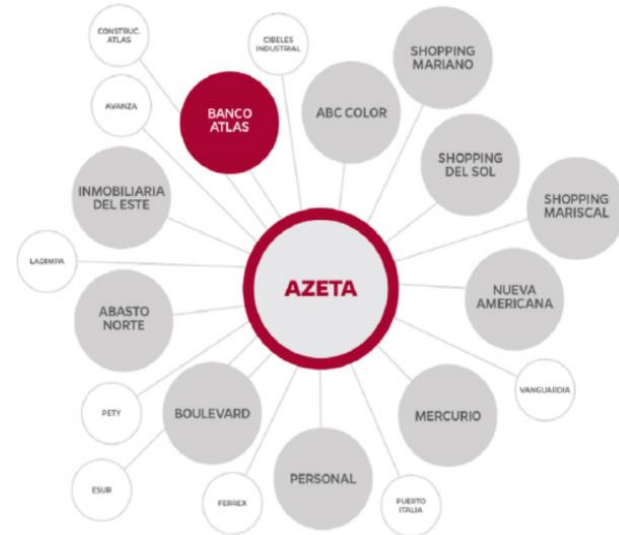 CONSTRUC.
ATLAS
CIBELES
INDUSTRIAL
SHOPPING
MARIANO
AVANZA
BANCO
ATLAS
ABC COLOR
SHOPPING
DEL SOL
INMOBILIARIA
DEL ESTE
SHOPPING
MARISCAL
LADIMPA
AZETA
NUEVA
AMERICANA
ABASTO
NORTE
VANGUARDIA
PETY
BOULEVARD
MERCURIO
ESUR
FERREX
PERSONAL
PUERTO
ITALIA